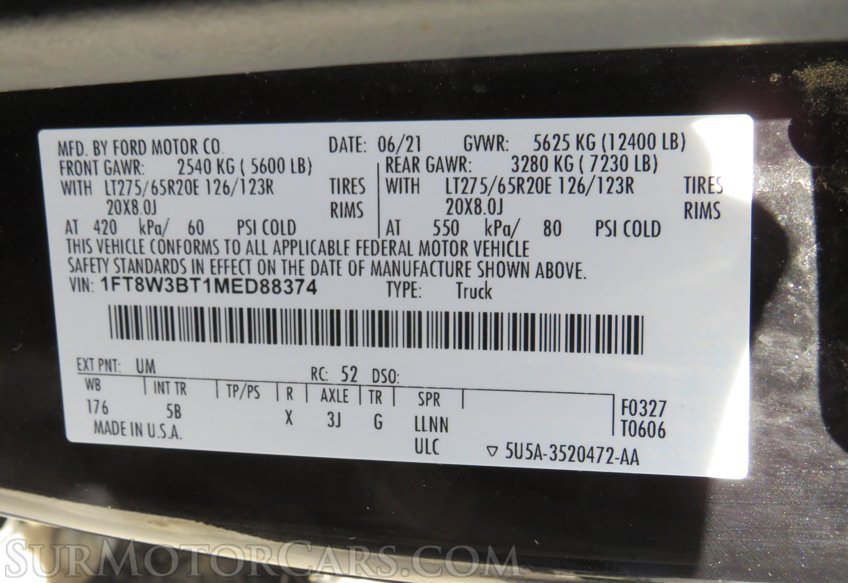 MFD. BY FORD MOTOR CO. DATE: 06/21 GVWR: 5625 KG (12400 LB)
FRONT GAWR: 2540 KG ( 5600 LB) REAR GAWR: 3280 KG ( 7230 LB)
WITH LT275/65R20E 126/123R TIRES WITH LT275/65R20E 126/123R TIRES
20X8.0J RIMS 20X8.0J RIMS
AT 420 kPa/ 60 PSI COLD AT 550 kPa/ 80 PSI COLD
THIS VEHICLE CONFORMS TO ALL APPLICABLE FEDERAL MOTOR VEHICLE
SAFETY STANDARDS IN EFFECT ON THE DATE OF MANUFACTURE SHOWN ABOVE.
VIN: 1FT8W3BT1MED88374 TYPE: Truck
EXT PNT: UM RC: 52 DSO:
WB INT TR TP/PS R AXLE TR SPR F0327
176 5B X 3J G LLNN T0606
MADE IN U.S.A. ULC ▽ 5U5A-3520472-AA
SURMOTORCARS.COM